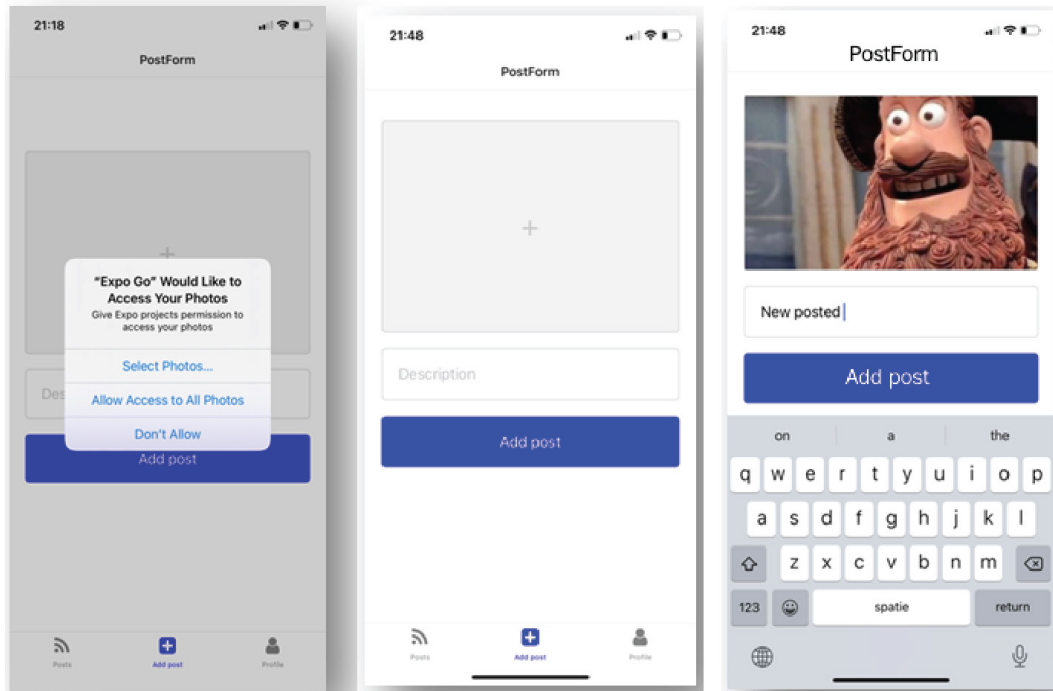 21:18
PostForm
+
"Expo Go" Would Like to
Access Your Photos
Give Expo projects permission to
access your photos
Select Photos...
Des
Allow Access to All Photos
Don't Allow
Add post
Posts
Add post
Profile
21:48
PostForm
+
Description
Add post
Posts
Add post
Profile
21:48
PostForm
New posted
Add post
on a the
q w e r t y u i o p
a s d f g h j k l
z x c v b n m
123 spatie return